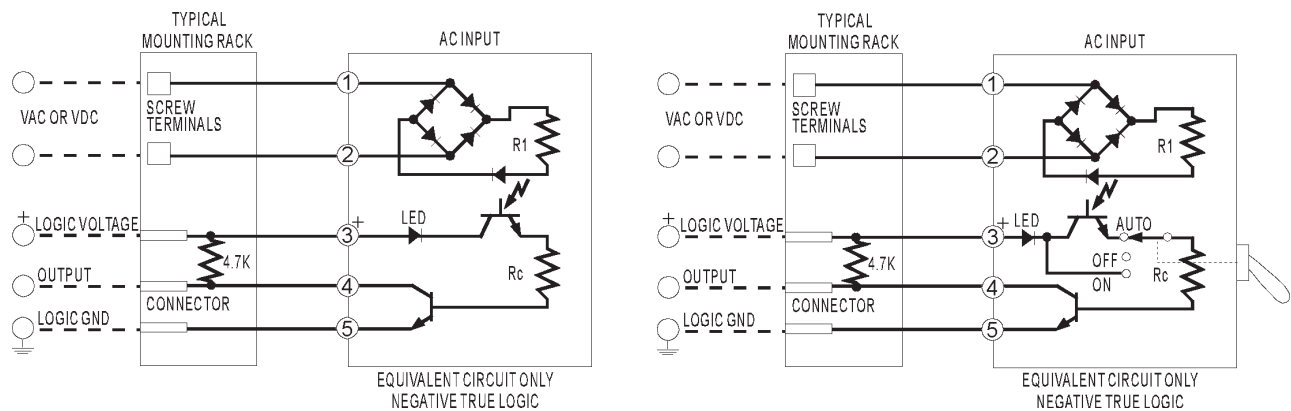 TYPICAL
MOUNTING RACK
AC INPUT
1
SCREW
TERMINALS
VAC OR VDC
R1
2
+
LOGIC VOLTAGE
+
LED
3
4.7K
Rc
OUTPUT
4
CONNECTOR
LOGIC GND
5
EQUIVALENT CIRCUIT ONLY
NEGATIVE TRUE LOGIC
TYPICAL
MOUNTING RACK
AC INPUT
1
SCREW
TERMINALS
VAC OR VDC
R1
2
+
LOGIC VOLTAGE
+ LED
AUTO
3
4.7K
OFF
Rc
ON
OUTPUT
4
CONNECTOR
LOGIC GND
5
EQUIVALENT CIRCUIT ONLY
NEGATIVE TRUE LOGIC